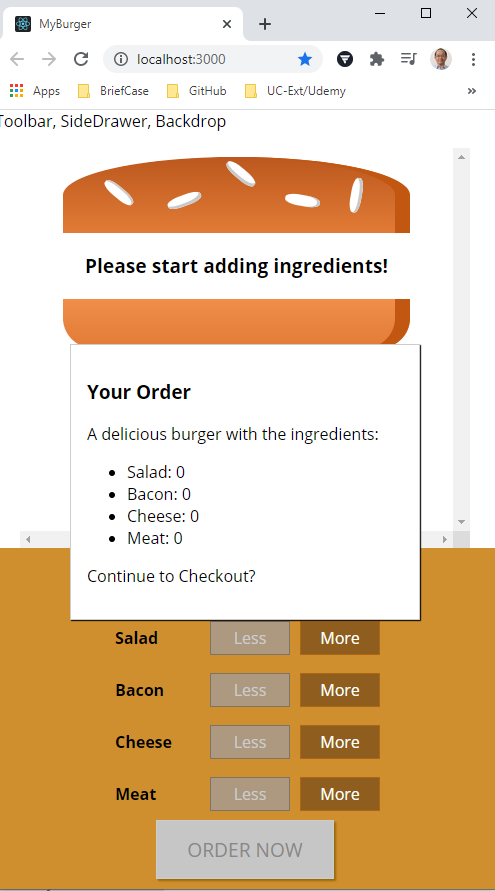 MyBurger
localhost:3000
Apps BriefCase GitHub UC-Ext/Udemy »
Toolbar, SideDrawer, Backdrop
Please start adding ingredients!
Your Order
A delicious burger with the ingredients:
• Salad: 0
• Bacon: 0
• Cheese: 0
• Meat: 0
Continue to Checkout?
Salad Less More
Bacon Less More
Cheese Less More
Meat Less More
ORDER NOW